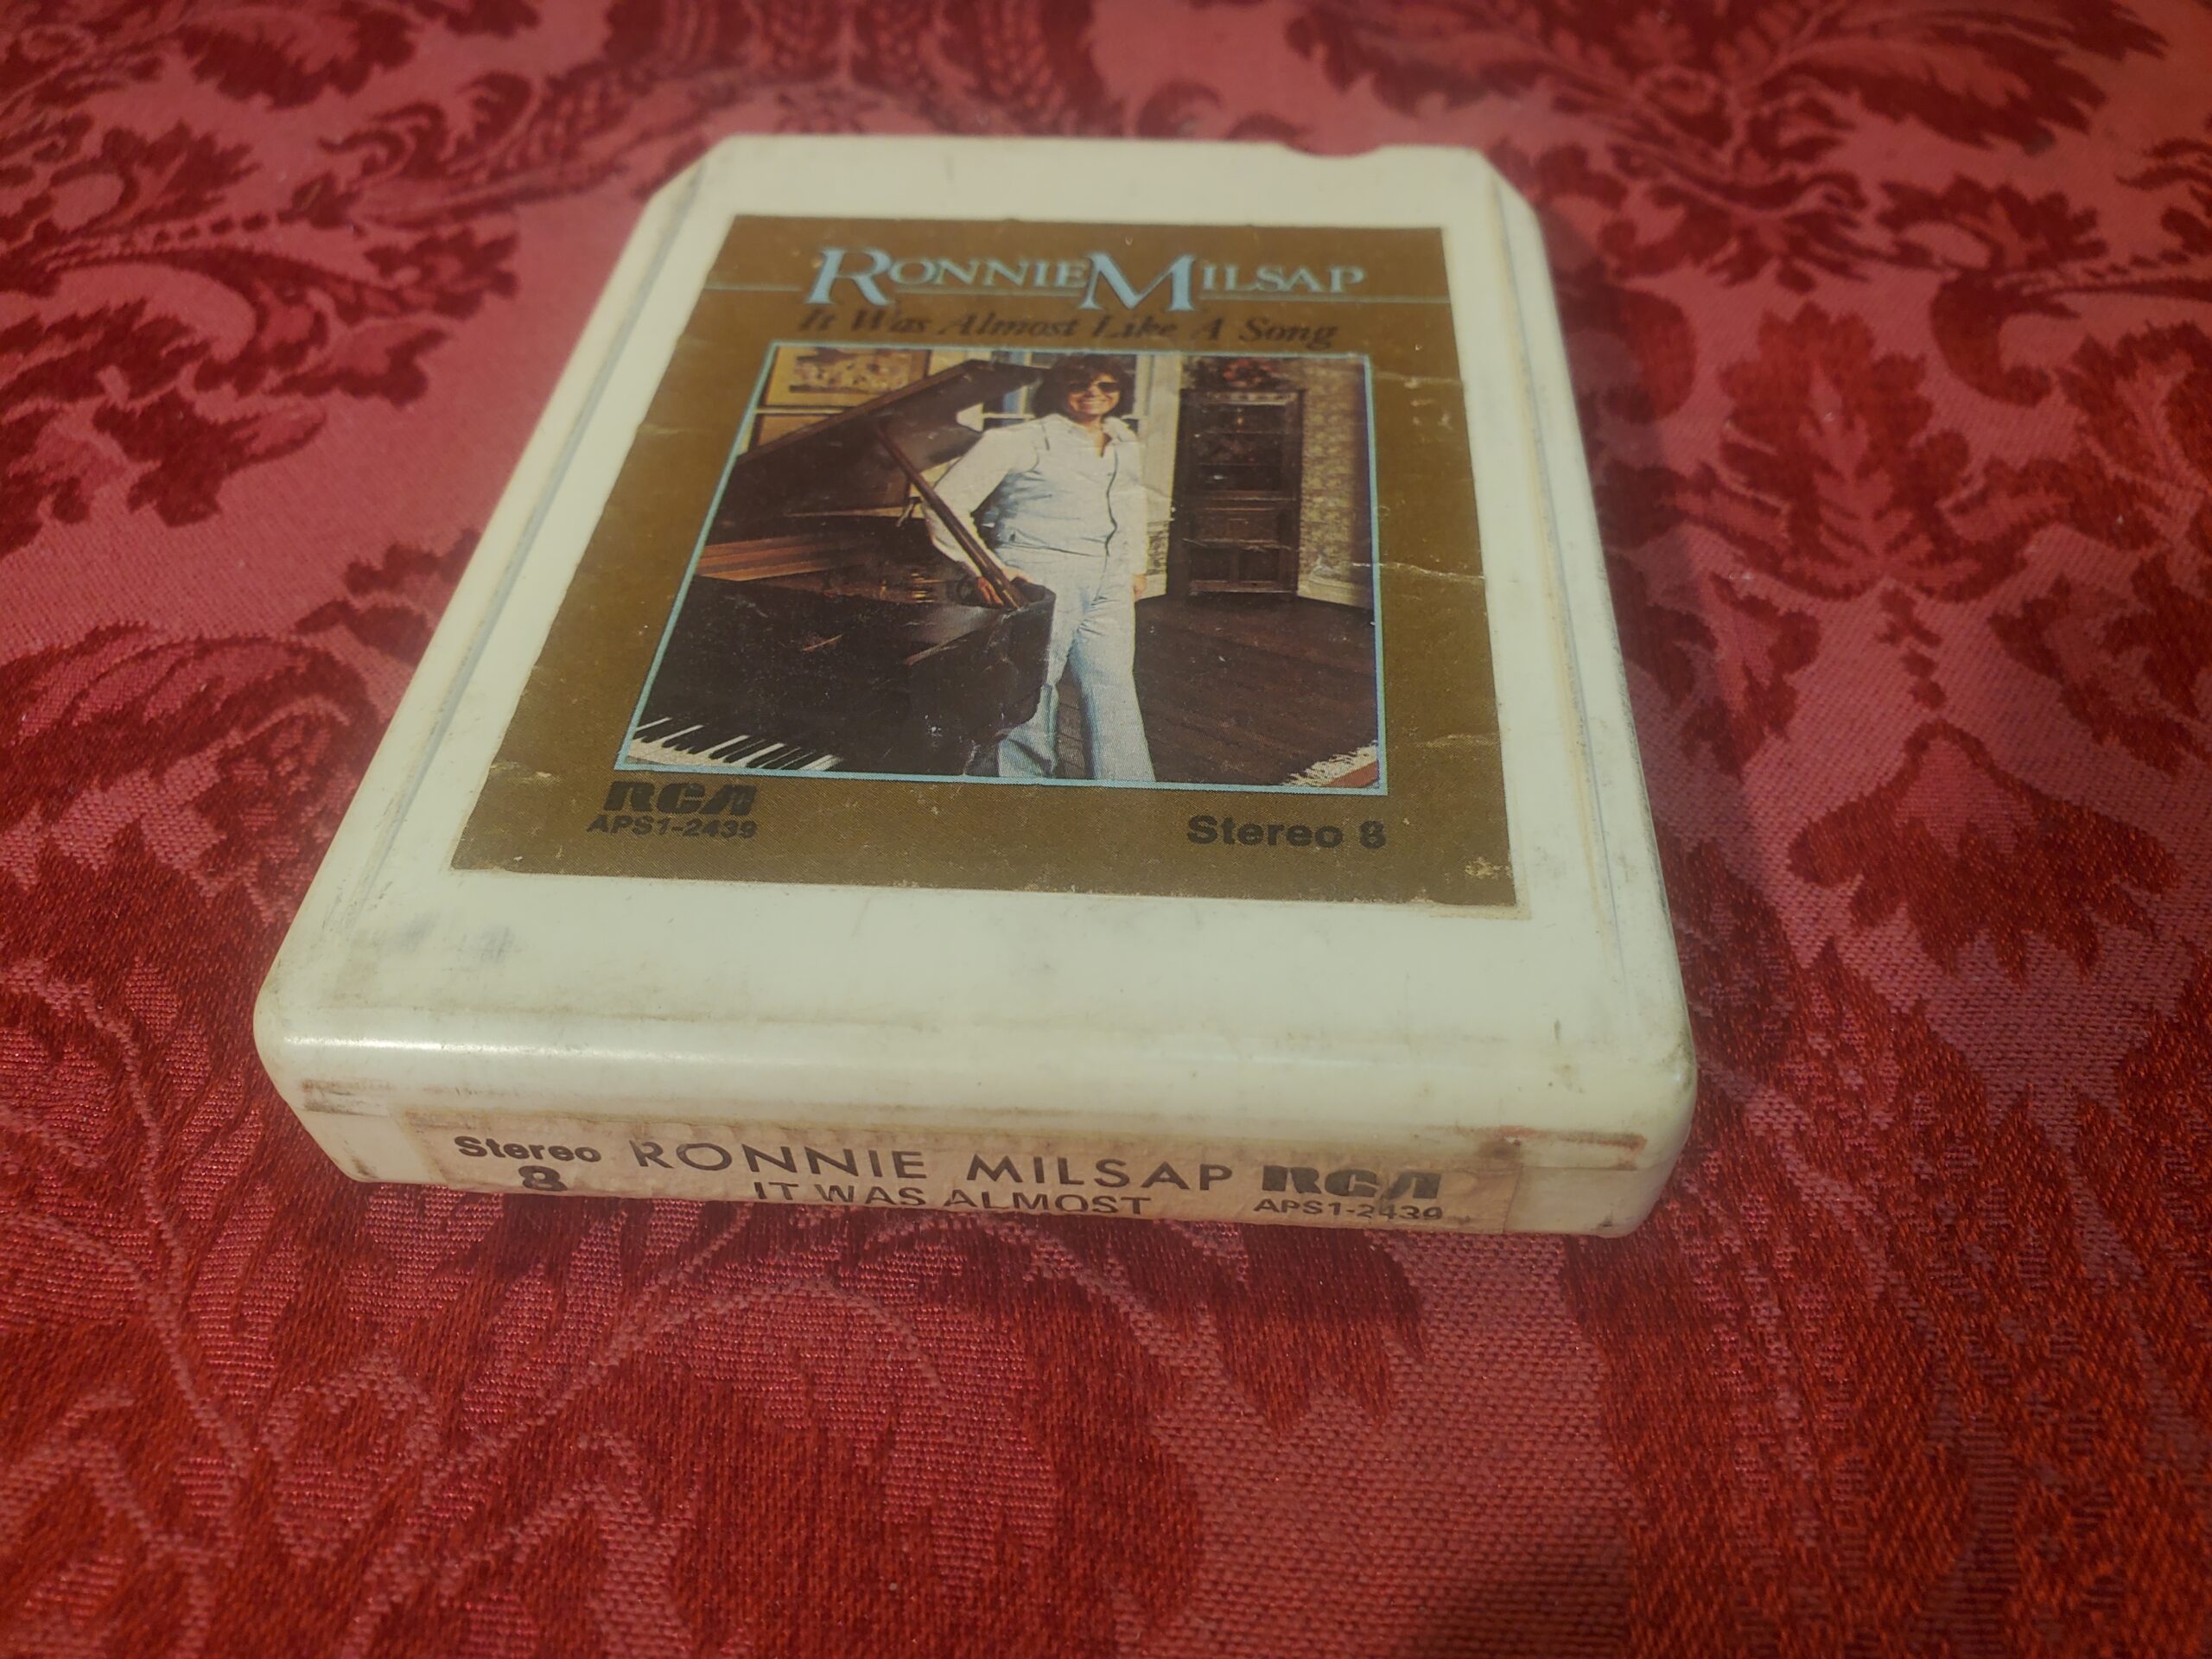 RONNIE MILSAP
It Was Almost Like A Song
RCA
APS1-2439
Stereo 8
Stereo
8
RONNIE MILSAP
IT WAS ALMOST
RCA
APS1-2439